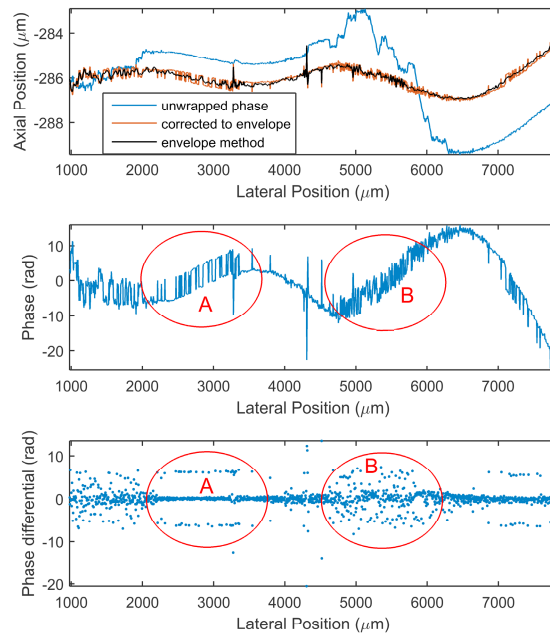 -284
-286
-288
Axial Position (μm)
unwrapped phase
corrected to envelope
envelope method
1000 2000 3000 4000 5000 6000 7000
Lateral Position (μm)
10
0
-10
-20
Phase (rad)
A
B
1000 2000 3000 4000 5000 6000 7000
Lateral Position (μm)
10
0
-10
-20
Phase differential (rad)
A
B
1000 2000 3000 4000 5000 6000 7000
Lateral Position (μm)